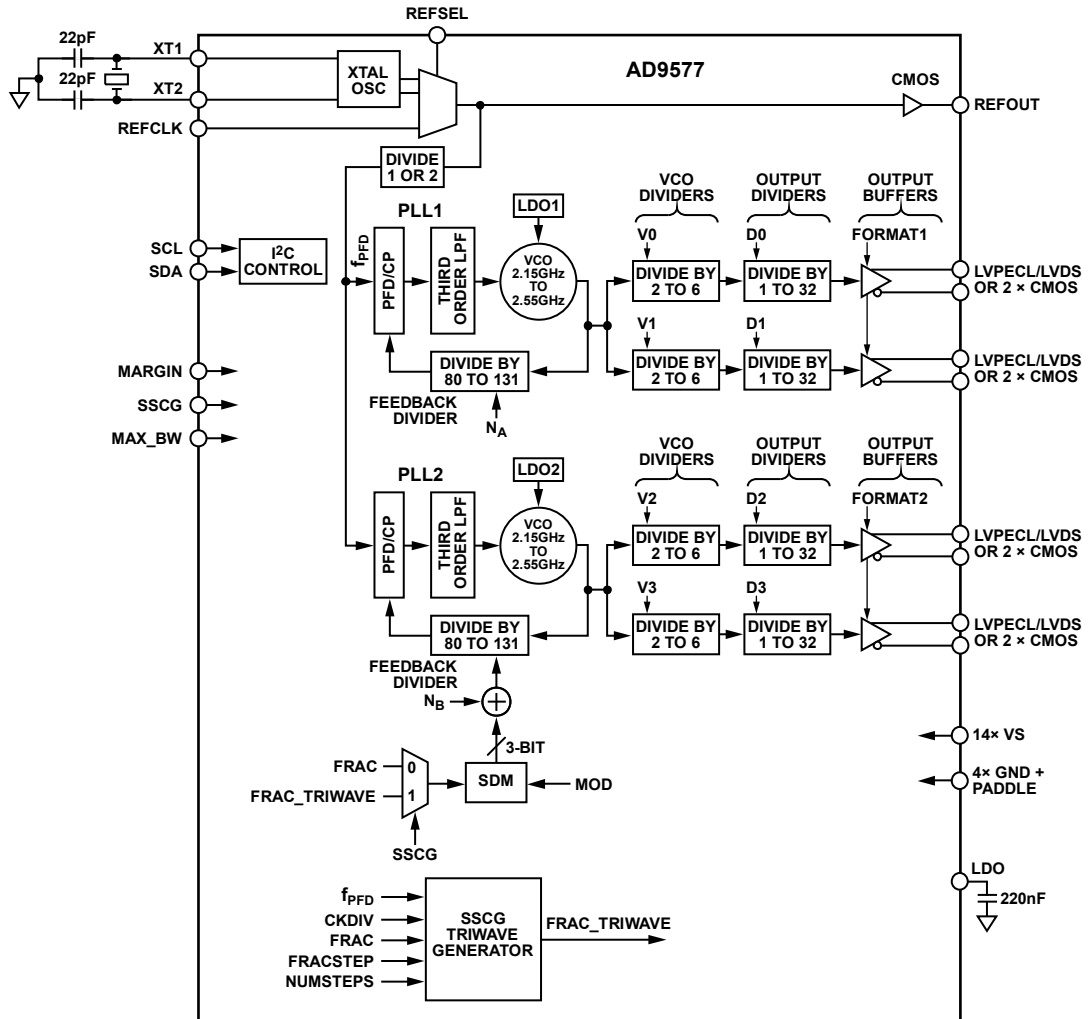 REFSEL
22pF
XT1
22pF
XT2
REFCLK
XTAL
OSC
AD9577
CMOS
REFOUT
DIVIDE
1 OR 2
SCL
SDA
I2C
CONTROL
MARGIN
SSCG
MAX_BW
PLL1
fPFD
PFD/CP
THIRD
ORDER LPF
LDO1
VCO
2.15GHz
TO
2.55GHz
DIVIDE BY
80 TO 131
FEEDBACK
DIVIDER
NA
VCO
DIVIDERS
OUTPUT
DIVIDERS
OUTPUT
BUFFERS
V0
D0
FORMAT1
DIVIDE BY
2 TO 6
DIVIDE BY
1 TO 32
LVPECL/LVDS
OR 2 × CMOS
V1
D1
DIVIDE BY
2 TO 6
DIVIDE BY
1 TO 32
LVPECL/LVDS
OR 2 × CMOS
PLL2
PFD/CP
THIRD
ORDER LPF
LDO2
VCO
2.15GHz
TO
2.55GHz
DIVIDE BY
80 TO 131
FEEDBACK
DIVIDER
NB
VCO
DIVIDERS
OUTPUT
DIVIDERS
OUTPUT
BUFFERS
V2
D2
FORMAT2
DIVIDE BY
2 TO 6
DIVIDE BY
1 TO 32
LVPECL/LVDS
OR 2 × CMOS
V3
D3
DIVIDE BY
2 TO 6
DIVIDE BY
1 TO 32
LVPECL/LVDS
OR 2 × CMOS
+
3-BIT
FRAC
0
FRAC_TRIWAVE
1
SDM
MOD
SSCG
14× VS
4× GND +
PADDLE
LDO
220nF
fPFD
CKDIV
FRAC
FRACSTEP
NUMSTEPS
SSCG
TRIWAVE
GENERATOR
FRAC_TRIWAVE